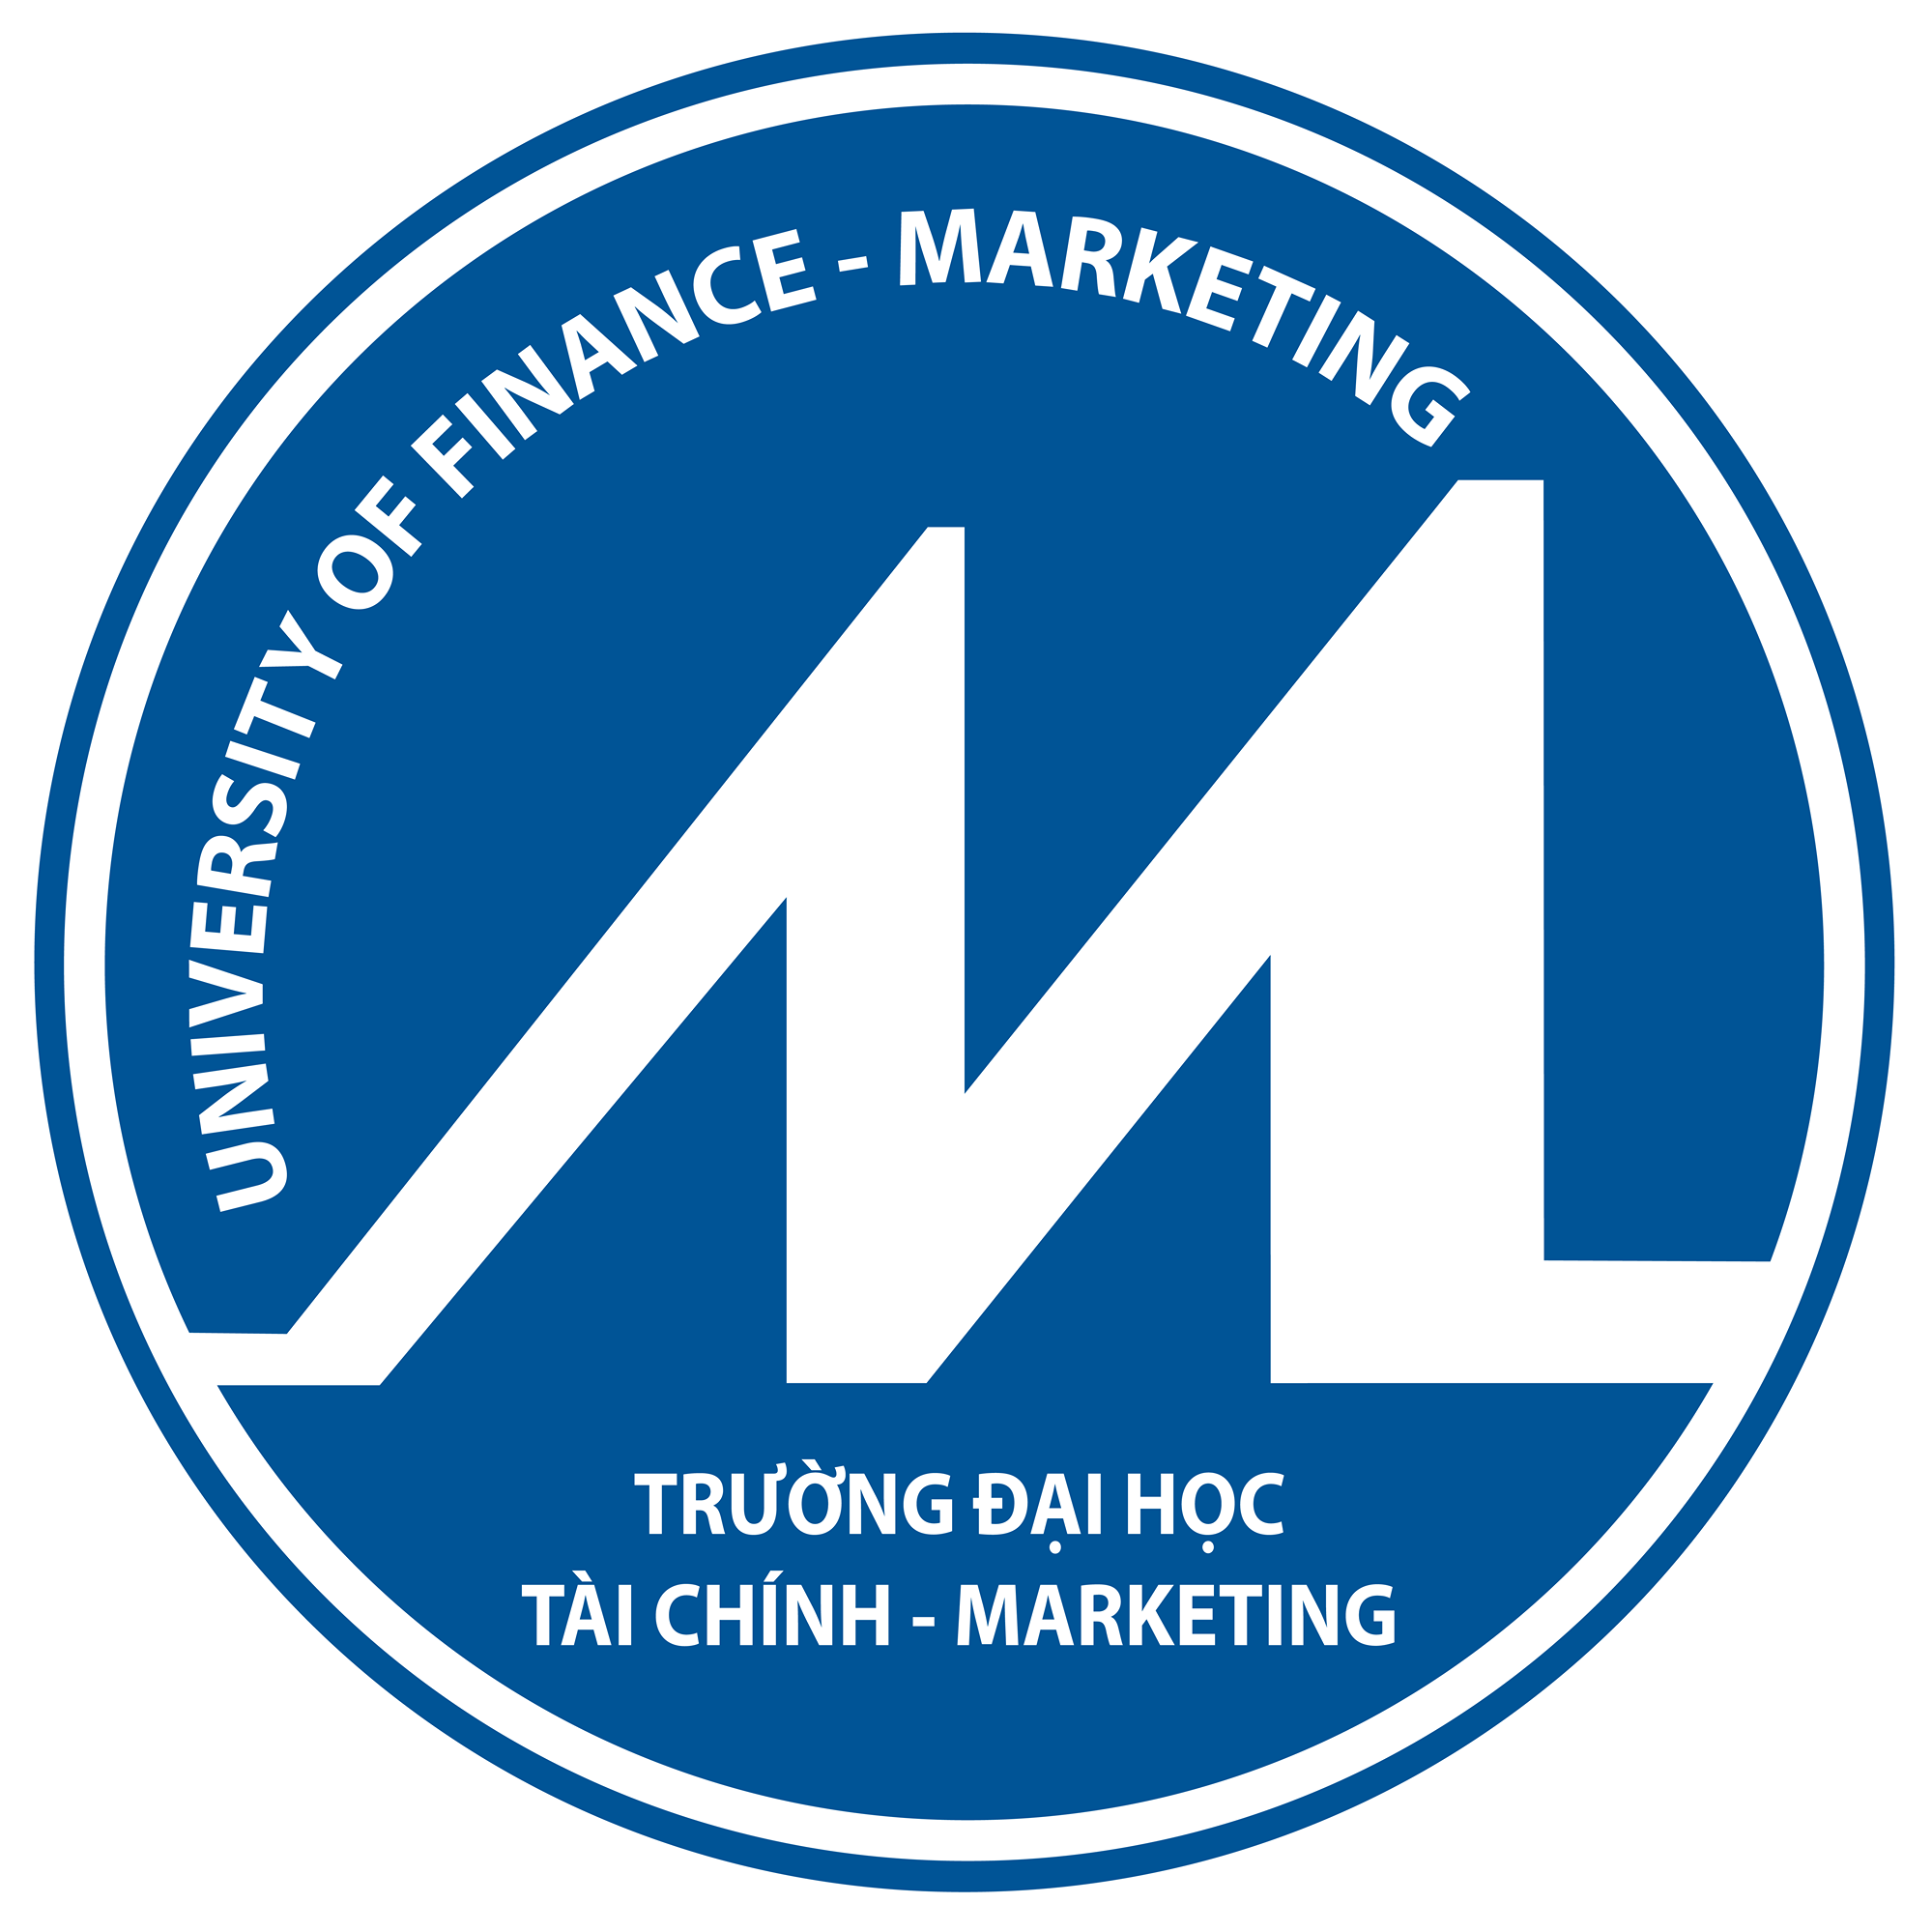 UNIVERSITY OF FINANCE - MARKETING
TRƯỜNG ĐẠI HỌC
TÀI CHÍNH - MARKETING